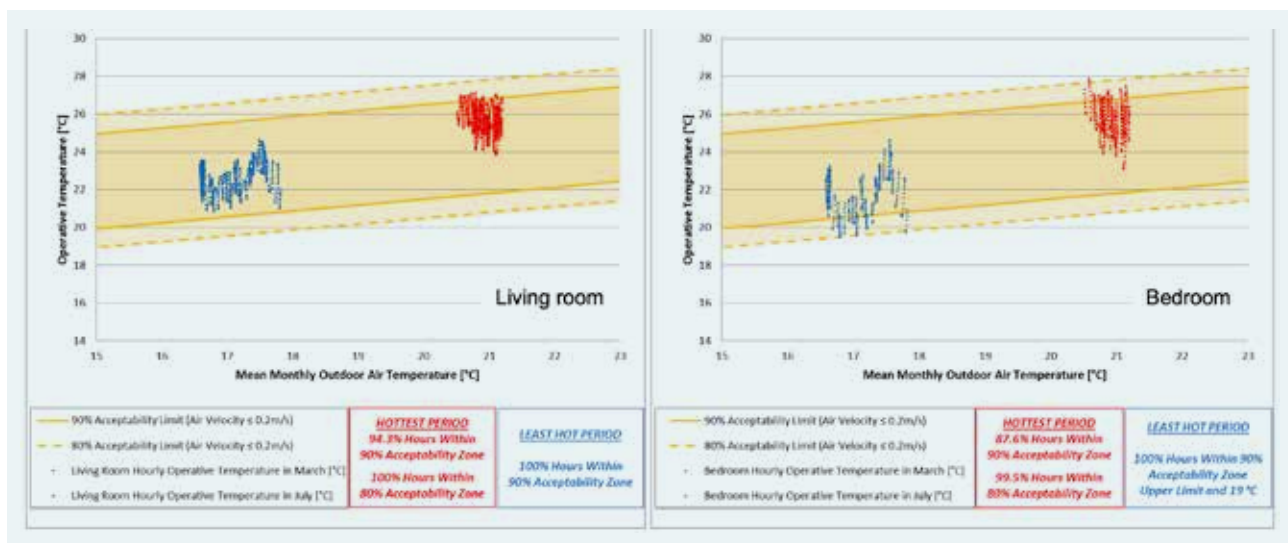 30
28
26
24
22
20
18
16
14
Operative Temperature [°C]
15 16 17 18 19 20 21 22 23
Mean Monthly Outdoor Air Temperature [°C]
Living room
90% Acceptability Limit (Air Velocity ≤ 0.2m/s)
80% Acceptability Limit (Air Velocity ≤ 0.2m/s)
Living Room Hourly Operative Temperature in March [°C]
Living Room Hourly Operative Temperature in July [°C]
HOTTEST PERIOD
94.3% Hours Within
90% Acceptability Zone
100% Hours Within
80% Acceptability Zone
LEAST HOT PERIOD
100% Hours Within
90% Acceptability Zone
30
28
26
24
22
20
18
16
14
Operative Temperature [°C]
15 16 17 18 19 20 21 22 23
Mean Monthly Outdoor Air Temperature [°C]
Bedroom
90% Acceptability Limit (Air Velocity ≤ 0.2m/s)
80% Acceptability Limit (Air Velocity ≤ 0.2m/s)
Bedroom Hourly Operative Temperature in March [°C]
Bedroom Hourly Operative Temperature in July [°C]
HOTTEST PERIOD
87.6% Hours Within
90% Acceptability Zone
99.5% Hours Within
80% Acceptability Zone
LEAST HOT PERIOD
100% Hours Within 90%
Acceptability Zone
Upper Limit and 19 °C